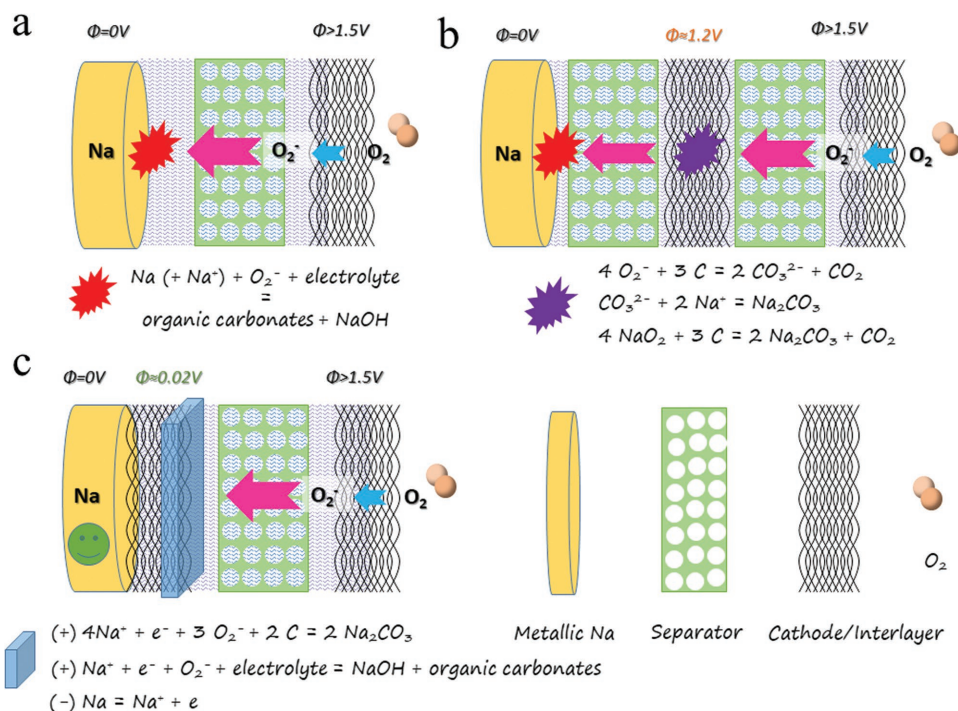 a
Φ=0V
Φ>1.5V
Na
O₂⁻
O₂
Na (+ Na⁺) + O₂⁻ + electrolyte
=
organic carbonates + NaOH
b
Φ=0V
Φ≈1.2V
Φ>1.5V
Na
O₂⁻
O₂
4 O₂⁻ + 3 C = 2 CO₃²⁻ + CO₂
CO₃²⁻ + 2 Na⁺ = Na₂CO₃
4 NaO₂ + 3 C = 2 Na₂CO₃ + CO₂
c
Φ=0V
Φ≈0.02V
Φ>1.5V
Na
O₂⁻
O₂
(+) 4Na⁺ + e⁻ + 3 O₂⁻ + 2 C = 2 Na₂CO₃
(+) Na⁺ + e⁻ + O₂⁻ + electrolyte = NaOH + organic carbonates
(-) Na = Na⁺ + e
O₂
Metallic Na
Separator
Cathode/Interlayer